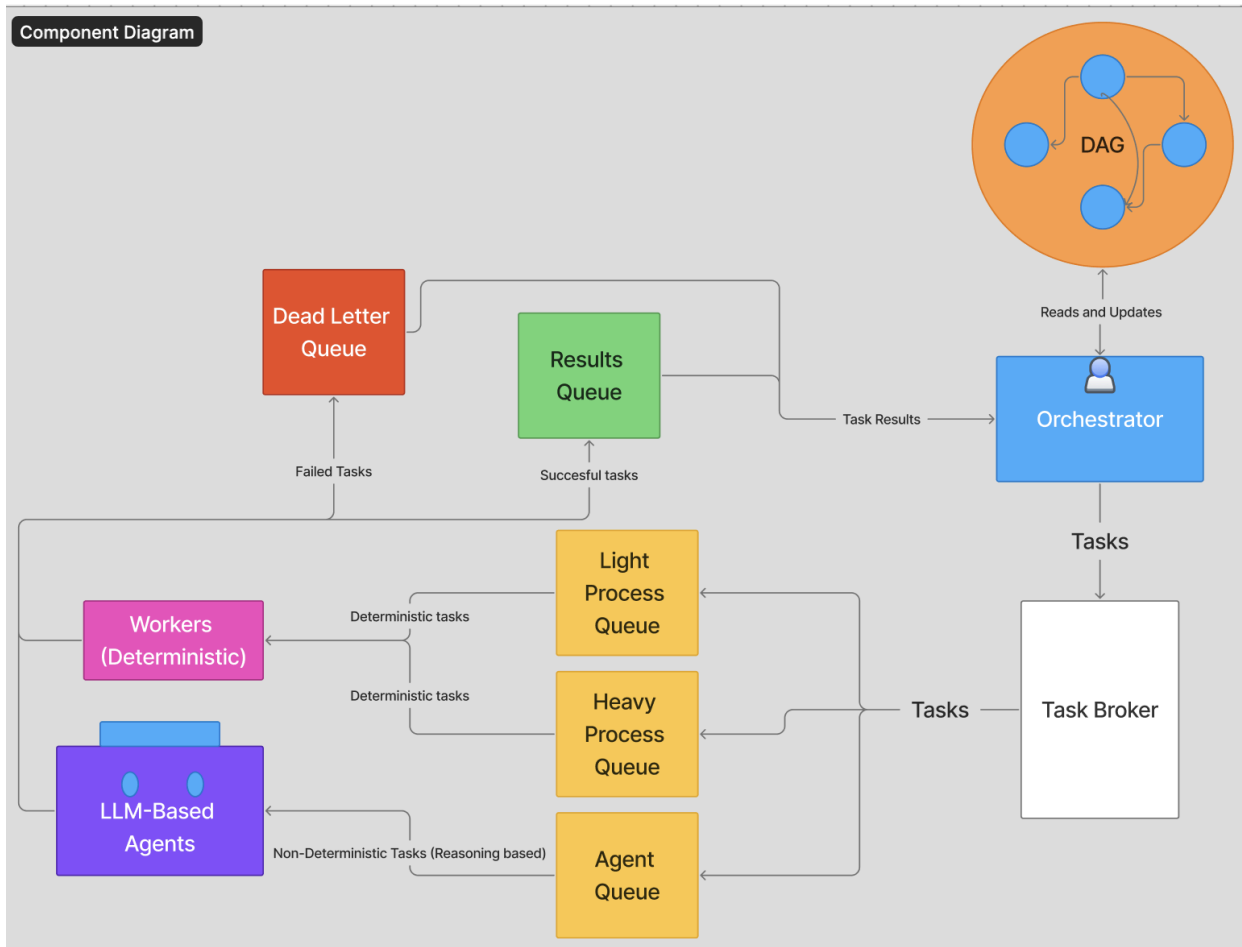 Component Diagram
DAG
Reads and Updates
Dead Letter
Queue
Results
Queue
Task Results
Orchestrator
Failed Tasks
Succesful tasks
Tasks
Light
Process
Queue
Deterministic tasks
Workers
(Deterministic)
Deterministic tasks
Heavy
Process
Queue
Tasks
Task Broker
LLM-Based
Agents
Non-Deterministic Tasks (Reasoning based)
Agent
Queue